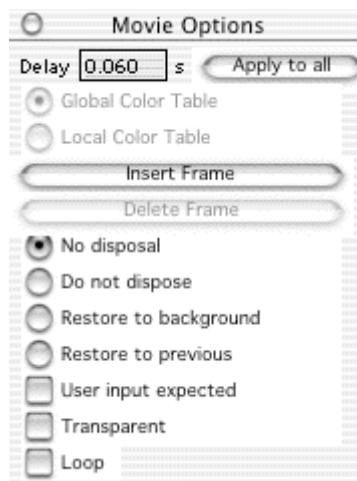 Movie Options
Delay 0.060 s Apply to all
Global Color Table
Local Color Table
Insert Frame
Delete Frame
No disposal
Do not dispose
Restore to background
Restore to previous
User input expected
Transparent
Loop